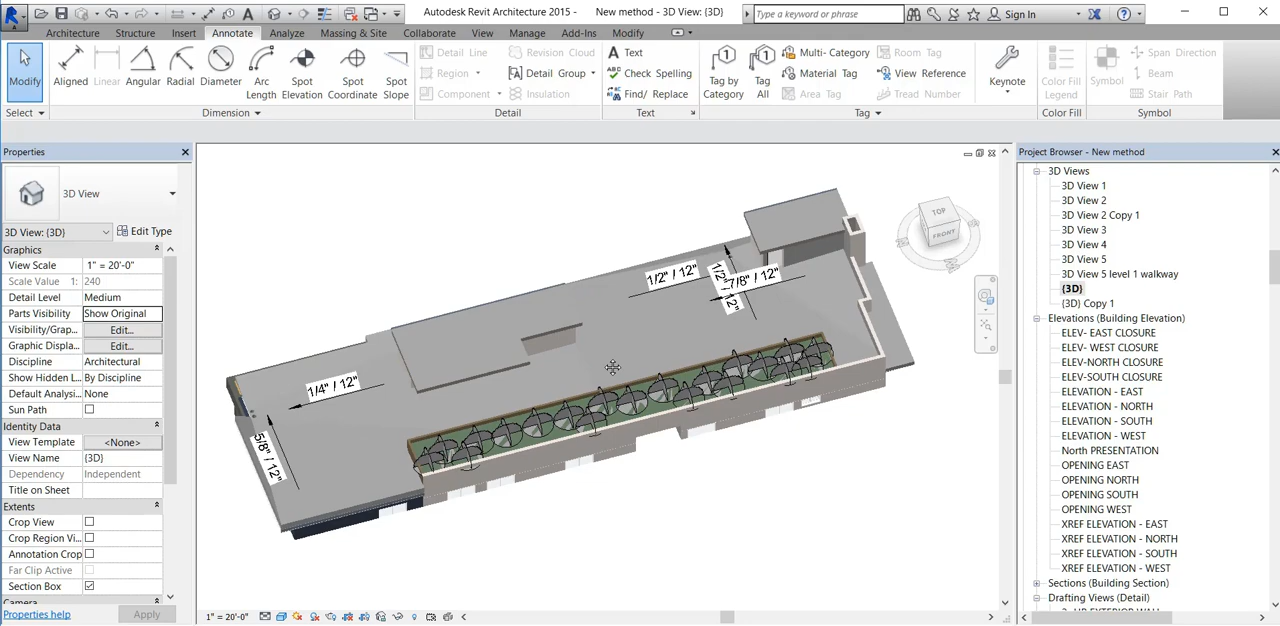 Autodesk Revit Architecture 2015 - New method - 3D View: {3D}
Type a keyword or phrase
Sign In
Architecture Structure Insert Annotate Analyze Massing & Site Collaborate View Manage Add-Ins Modify
Modify
Aligned
Linear
Angular
Radial
Diameter
Arc Length
Spot Elevation
Spot Coordinate
Spot Slope
Detail Line
Region
Component
Revision Cloud
Detail Group
Insulation
Text
Check Spelling
Find/ Replace
Tag by Category
Tag All
Multi- Category
Material Tag
Area Tag
Room Tag
View Reference
Tread Number
Keynote
Color Fill Legend
Symbol
Span Direction
Beam
Stair Path
Select
Dimension
Detail
Text
Tag
Color Fill
Symbol
Properties
3D View
3D View: {3D}
Edit Type
Graphics
View Scale 1" = 20'-0"
Scale Value 1: 240
Detail Level Medium
Parts Visibility Show Original
Visibility/Grap... Edit...
Graphic Displa... Edit...
Discipline Architectural
Show Hidden L... By Discipline
Default Analysi... None
Sun Path
Identity Data
View Template <None>
View Name {3D}
Dependency Independent
Title on Sheet
Extents
Crop View
Crop Region Vi...
Annotation Crop
Far Clip Active
Section Box
Camera
Properties help
Apply
1/2" / 12"
1/2" / 12"
7/8" / 12"
1/4" / 12"
5/8" / 12"
TOP
FRONT
1" = 20'-0"
Project Browser - New method
3D Views
3D View 1
3D View 2
3D View 2 Copy 1
3D View 3
3D View 4
3D View 5
3D View 5 level 1 walkway
{3D}
{3D} Copy 1
Elevations (Building Elevation)
ELEV- EAST CLOSURE
ELEV- WEST CLOSURE
ELEV-NORTH CLOSURE
ELEV-SOUTH CLOSURE
ELEVATION - EAST
ELEVATION - NORTH
ELEVATION - SOUTH
ELEVATION - WEST
North PRESENTATION
OPENING EAST
OPENING NORTH
OPENING SOUTH
OPENING WEST
XREF ELEVATION - EAST
XREF ELEVATION - NORTH
XREF ELEVATION - SOUTH
XREF ELEVATION - WEST
Sections (Building Section)
Drafting Views (Detail)